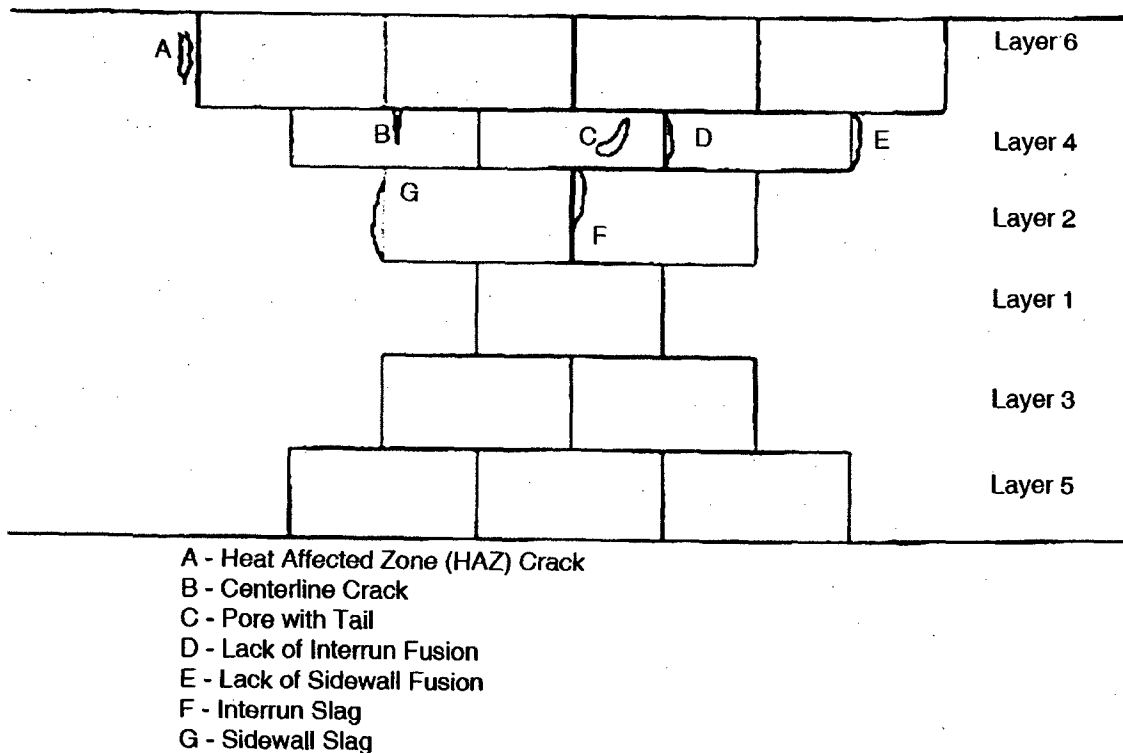 A
Layer 6
B
C
D
E
Layer 4
G
F
Layer 2
Layer 1
Layer 3
Layer 5
A - Heat Affected Zone (HAZ) Crack
B - Centerline Crack
C - Pore with Tail
D - Lack of Interrun Fusion
E - Lack of Sidewall Fusion
F - Interrun Slag
G - Sidewall Slag